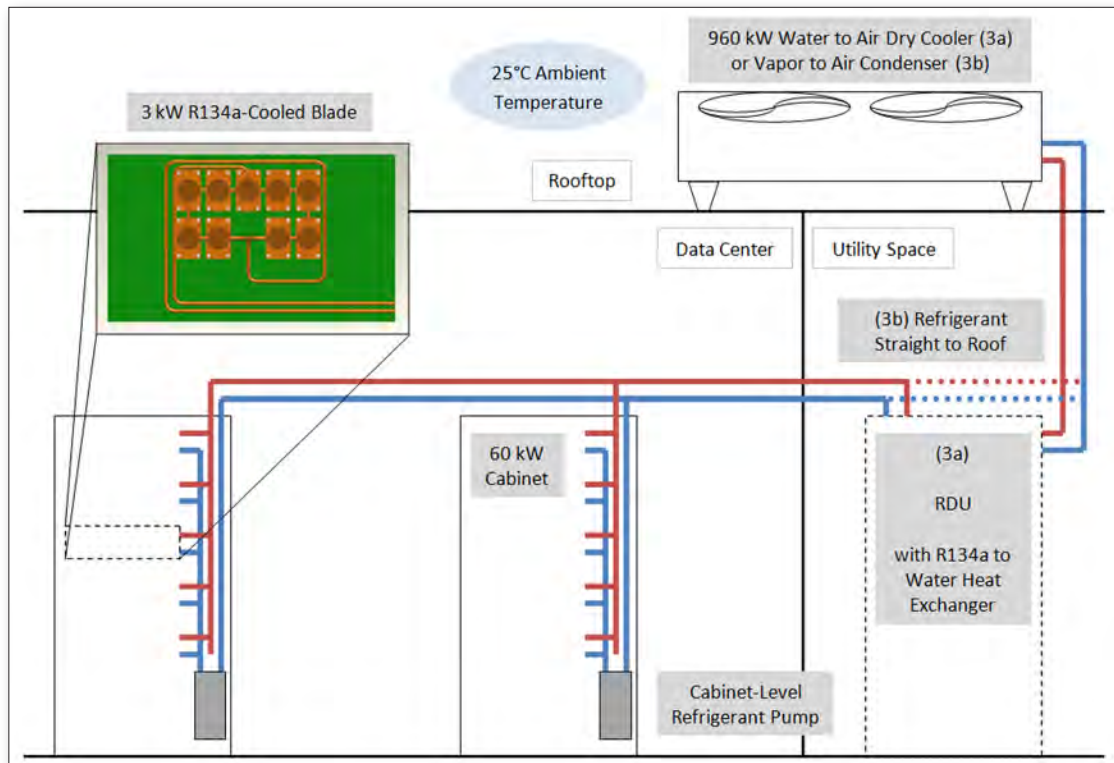 960 kW Water to Air Dry Cooler (3a)
or Vapor to Air Condenser (3b)
25°C Ambient
Temperature
3 kW R134a-Cooled Blade
Rooftop
Data Center
Utility Space
(3b) Refrigerant
Straight to Roof
60 kW
Cabinet
(3a)
RDU
with R134a to
Water Heat
Exchanger
Cabinet-Level
Refrigerant Pump